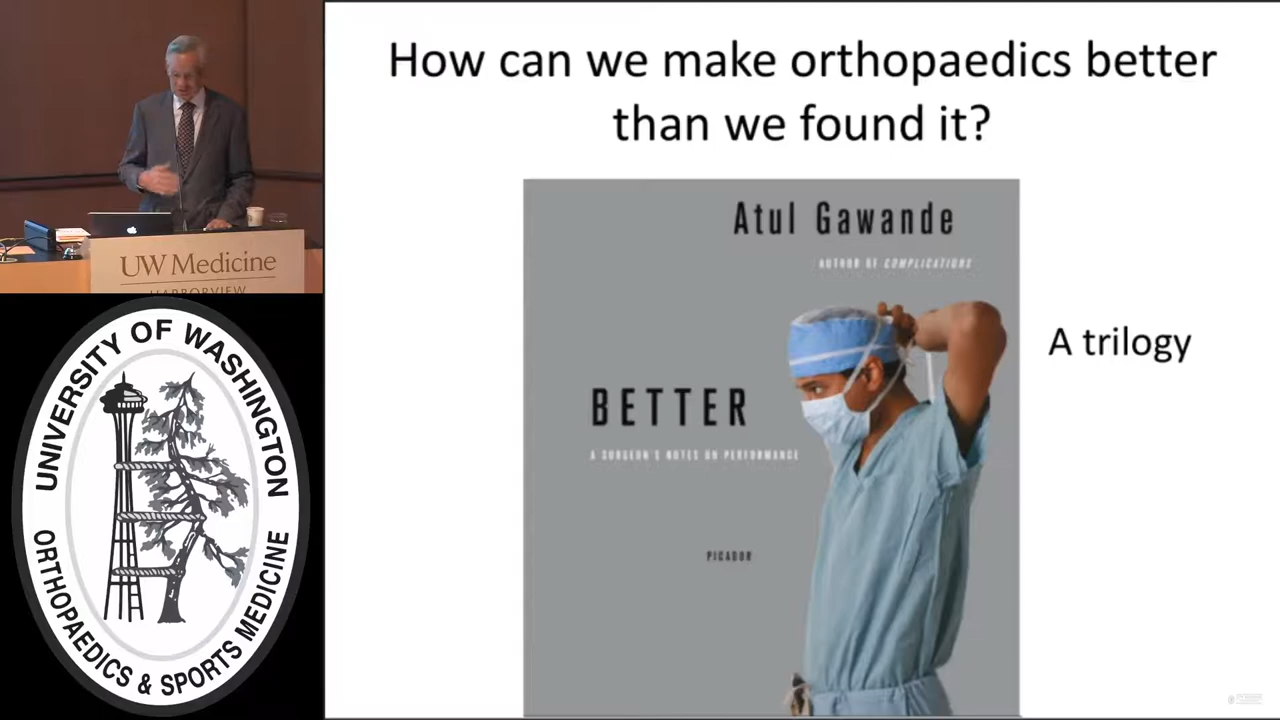 How can we make orthopaedics better
than we found it?
Atul Gawande
AUTHOR OF COMPLICATIONS
BETTER
A SURGEON'S NOTES ON PERFORMANCE
PICADOR
A trilogy
UW Medicine
HARBORVIEW
UNIVERSITY OF WASHINGTON
ORTHOPAEDICS & SPORTS MEDICINE